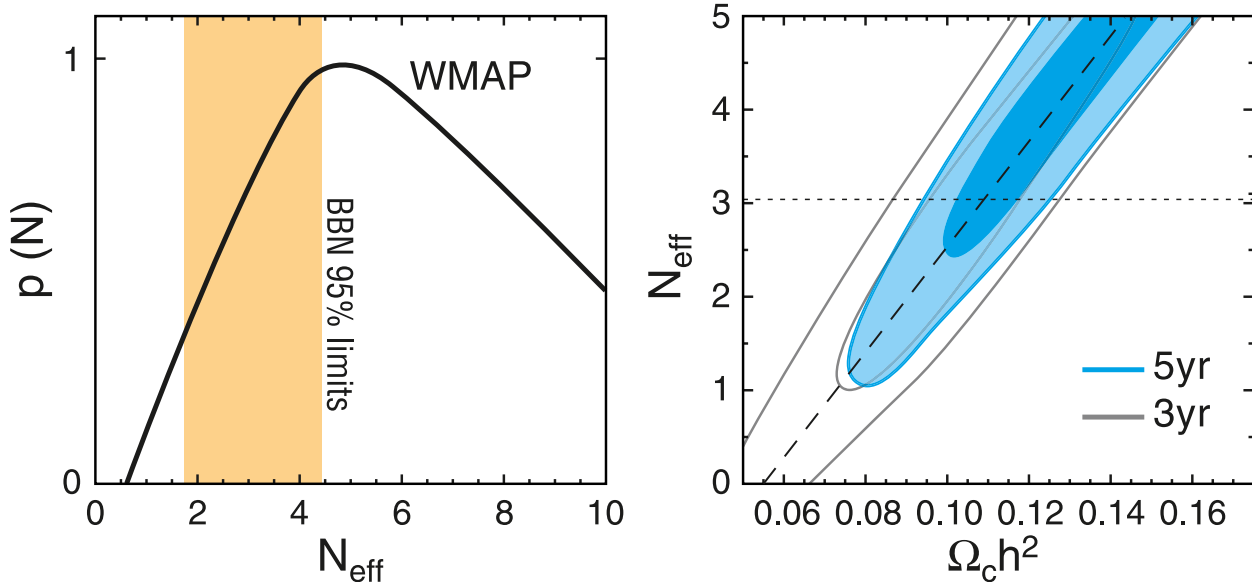 1
0
p (N)
WMAP
BBN 95% limits
0 2 4 6 8 10
N_eff
5
4
3
2
1
0
N_eff
5yr
3yr
0.06 0.08 0.10 0.12 0.14 0.16
Ω_c h²